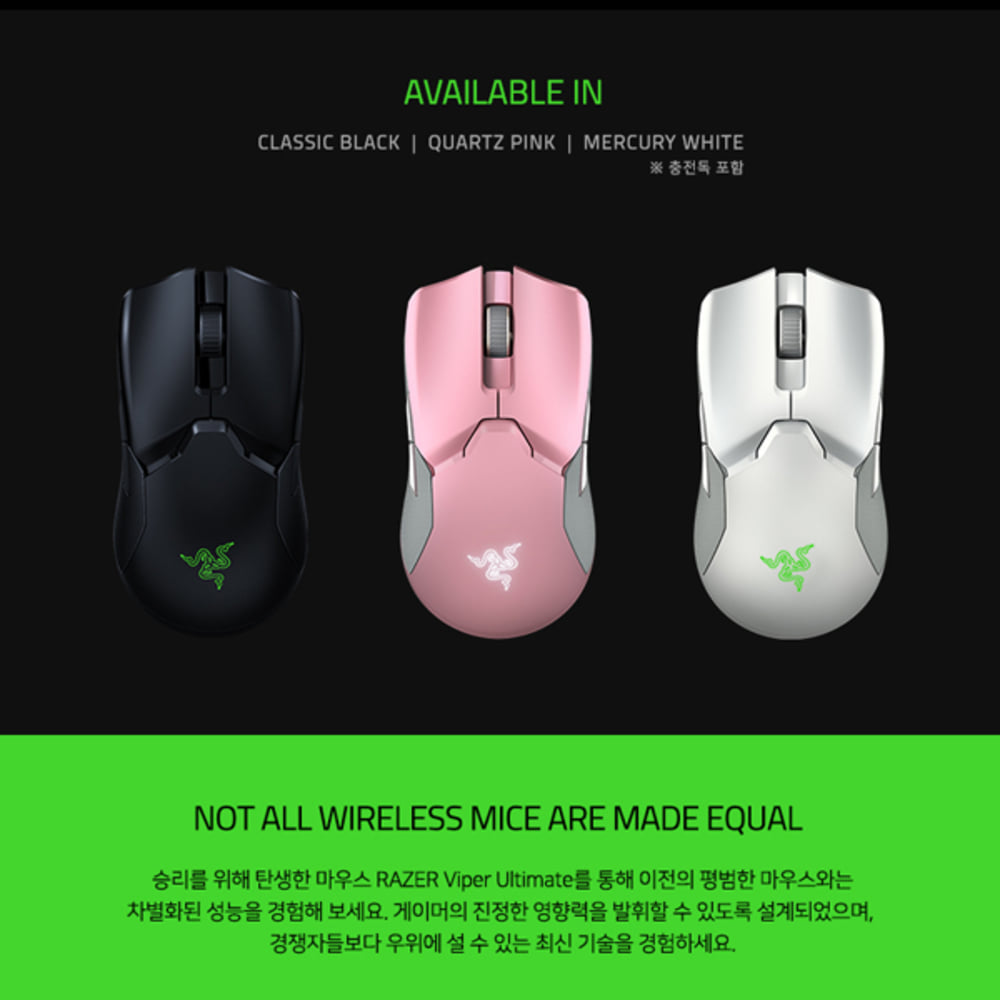 AVAILABLE IN
CLASSIC BLACK | QUARTZ PINK | MERCURY WHITE
※ 충전독 포함
NOT ALL WIRELESS MICE ARE MADE EQUAL
승리를 위해 탄생한 마우스 RAZER Viper Ultimate를 통해 이전의 평범한 마우스와는
차별화된 성능을 경험해 보세요. 게이머의 진정한 영향력을 발휘할 수 있도록 설계되었으며,
경쟁자들보다 우위에 설 수 있는 최신 기술을 경험하세요.